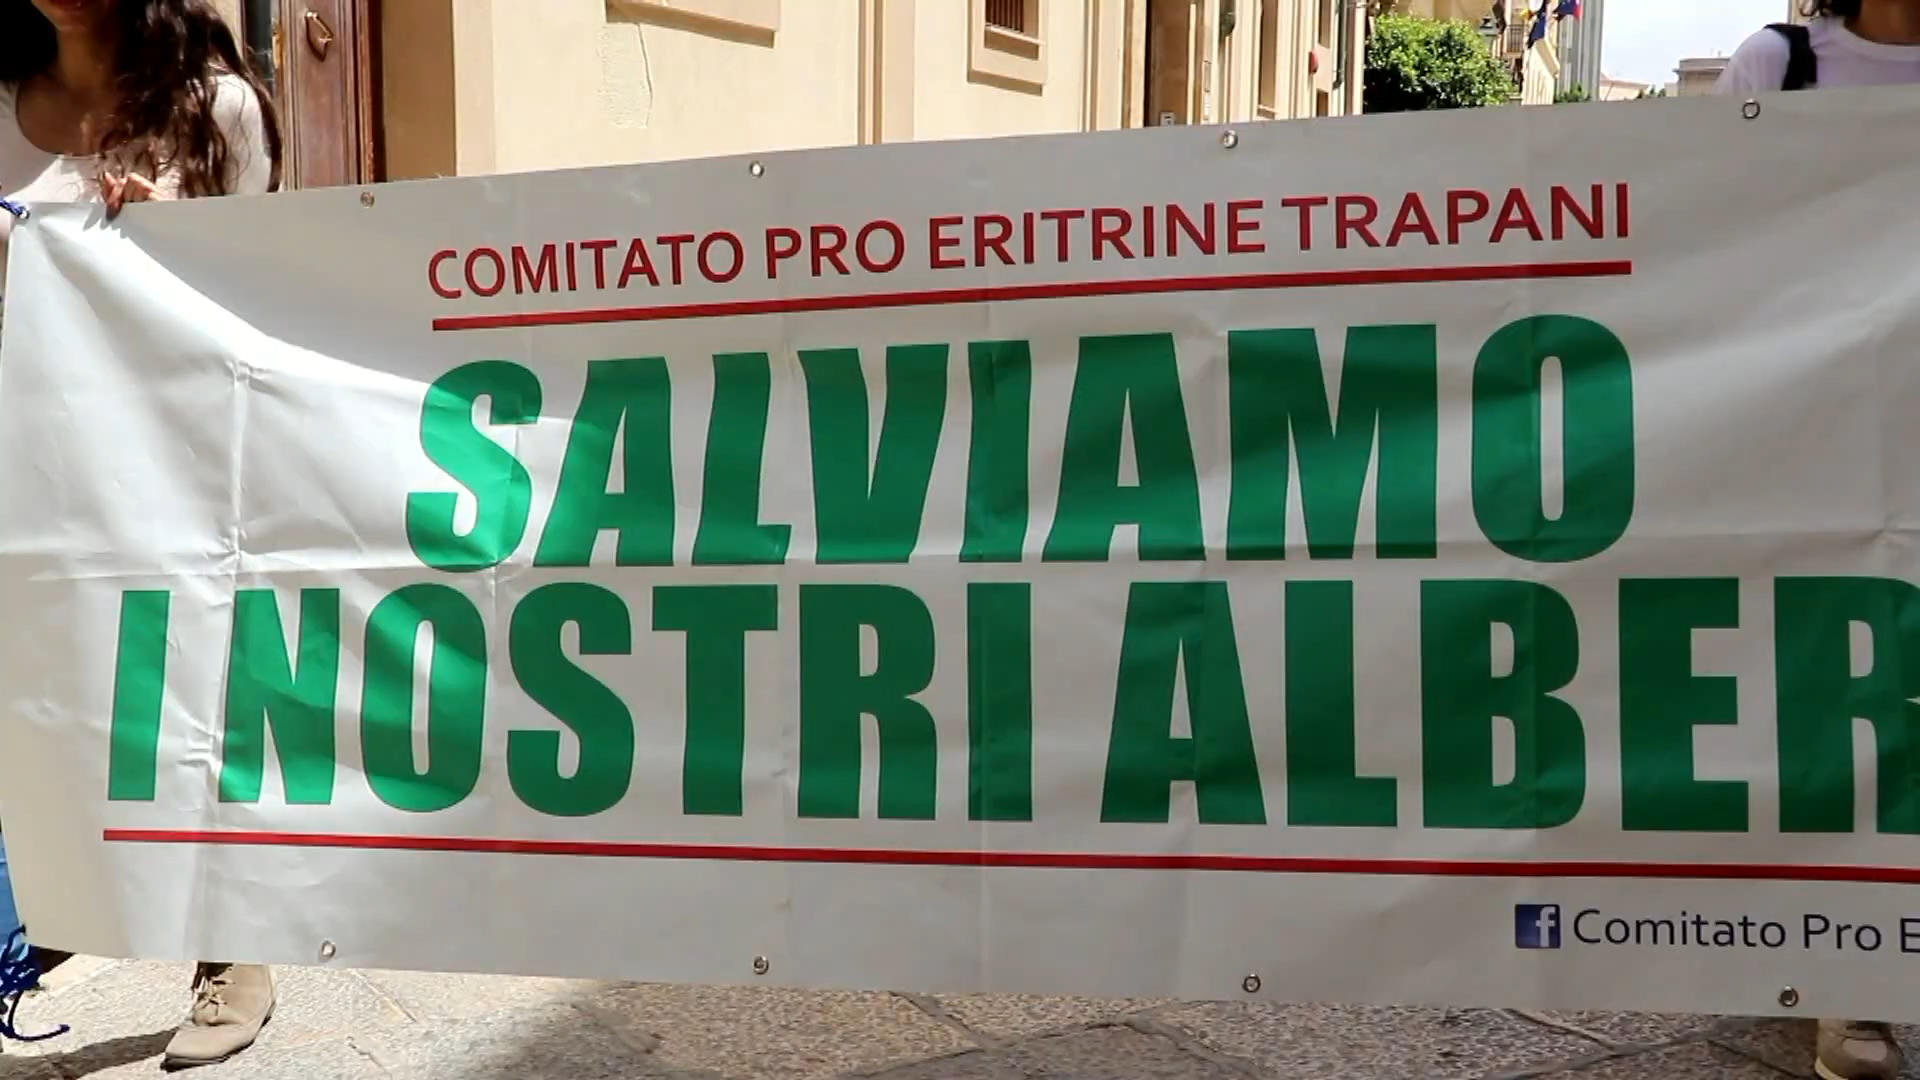 COMITATO PRO ERITRINE TRAPANI
SALVIAMO
I NOSTRI ALBER
Comitato Pro E